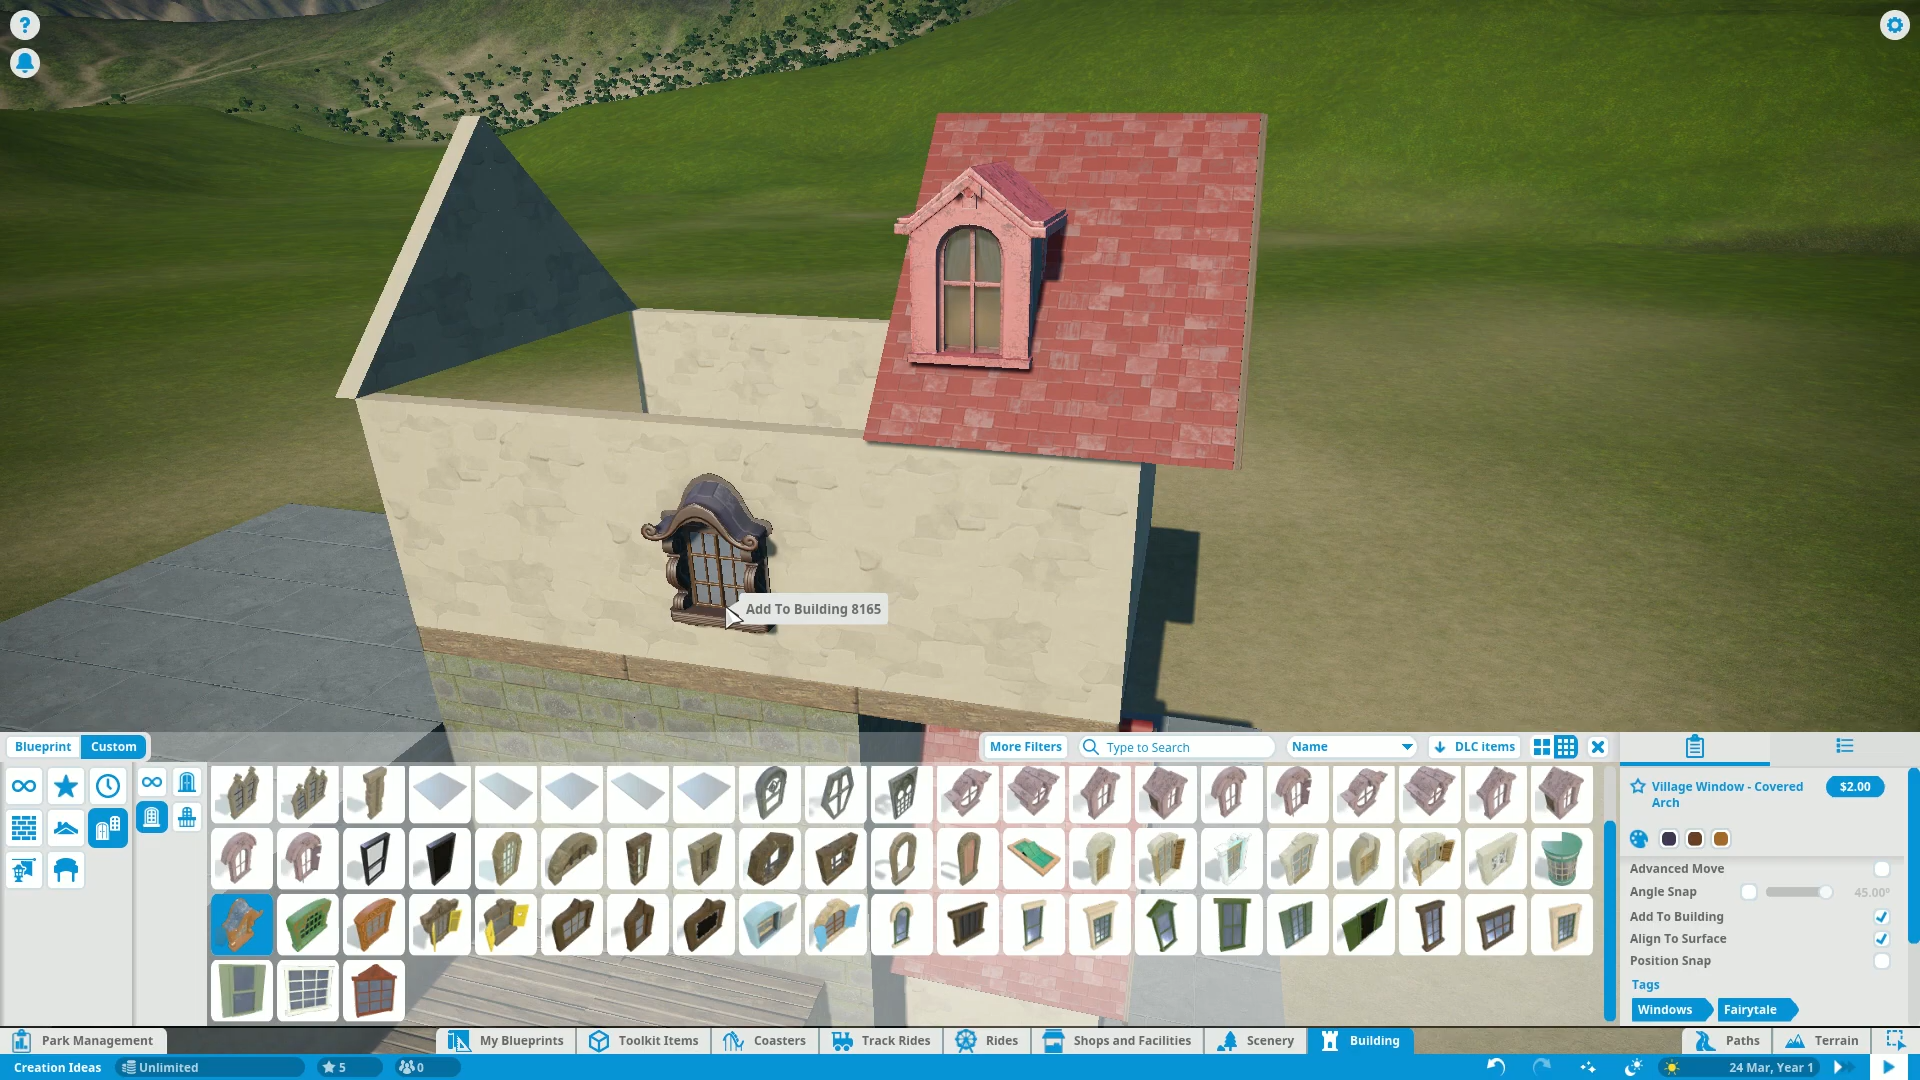 ?
Add To Building 8165
Blueprint
Custom
More Filters
Type to Search
Name
DLC items
Village Window - Covered
Arch
$2.00
Advanced Move
Angle Snap
45.00°
Add To Building
Align To Surface
Position Snap
Tags
Windows
Fairytale
Park Management
My Blueprints
Toolkit Items
Coasters
Track Rides
Rides
Shops and Facilities
Scenery
Building
Paths
Terrain
Creation Ideas
Unlimited
5
0
24 Mar, Year 1